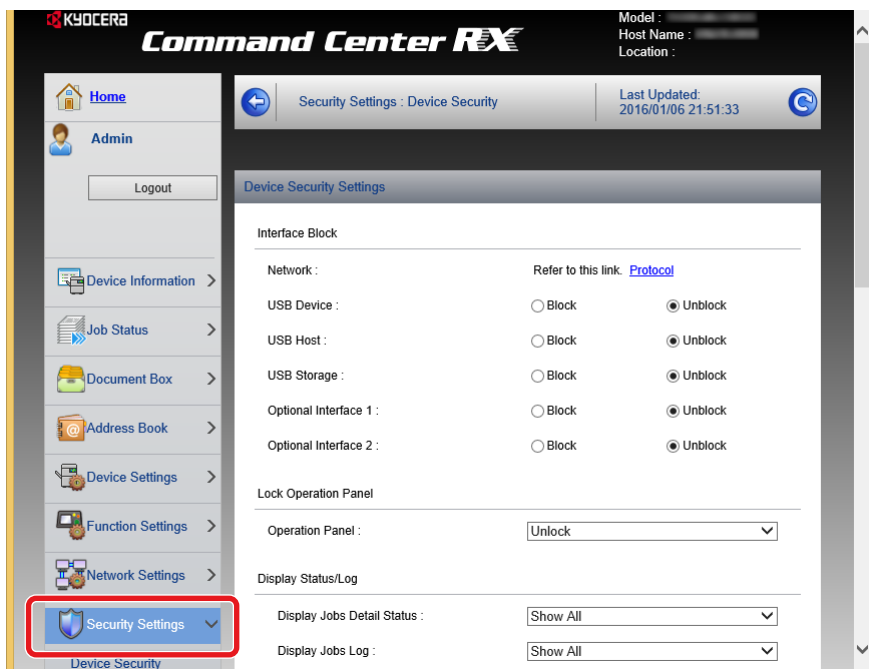 KYOCERA
Command Center RX
Model :
Host Name :
Location :
Home
Admin
Logout
Device Information
Job Status
Document Box
Address Book
Device Settings
Function Settings
Network Settings
Security Settings
Device Security
Security Settings : Device Security
Last Updated:
2016/01/06 21:51:33
Device Security Settings
Interface Block
Network : Refer to this link. Protocol
USB Device : Block Unblock
USB Host : Block Unblock
USB Storage : Block Unblock
Optional Interface 1 : Block Unblock
Optional Interface 2 : Block Unblock
Lock Operation Panel
Operation Panel : Unlock
Display Status/Log
Display Jobs Detail Status : Show All
Display Jobs Log : Show All